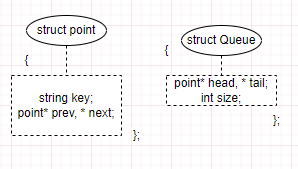 struct point
{
string key;
point* prev, * next;
};
struct Queue
{
point* head, * tail;
int size;
};